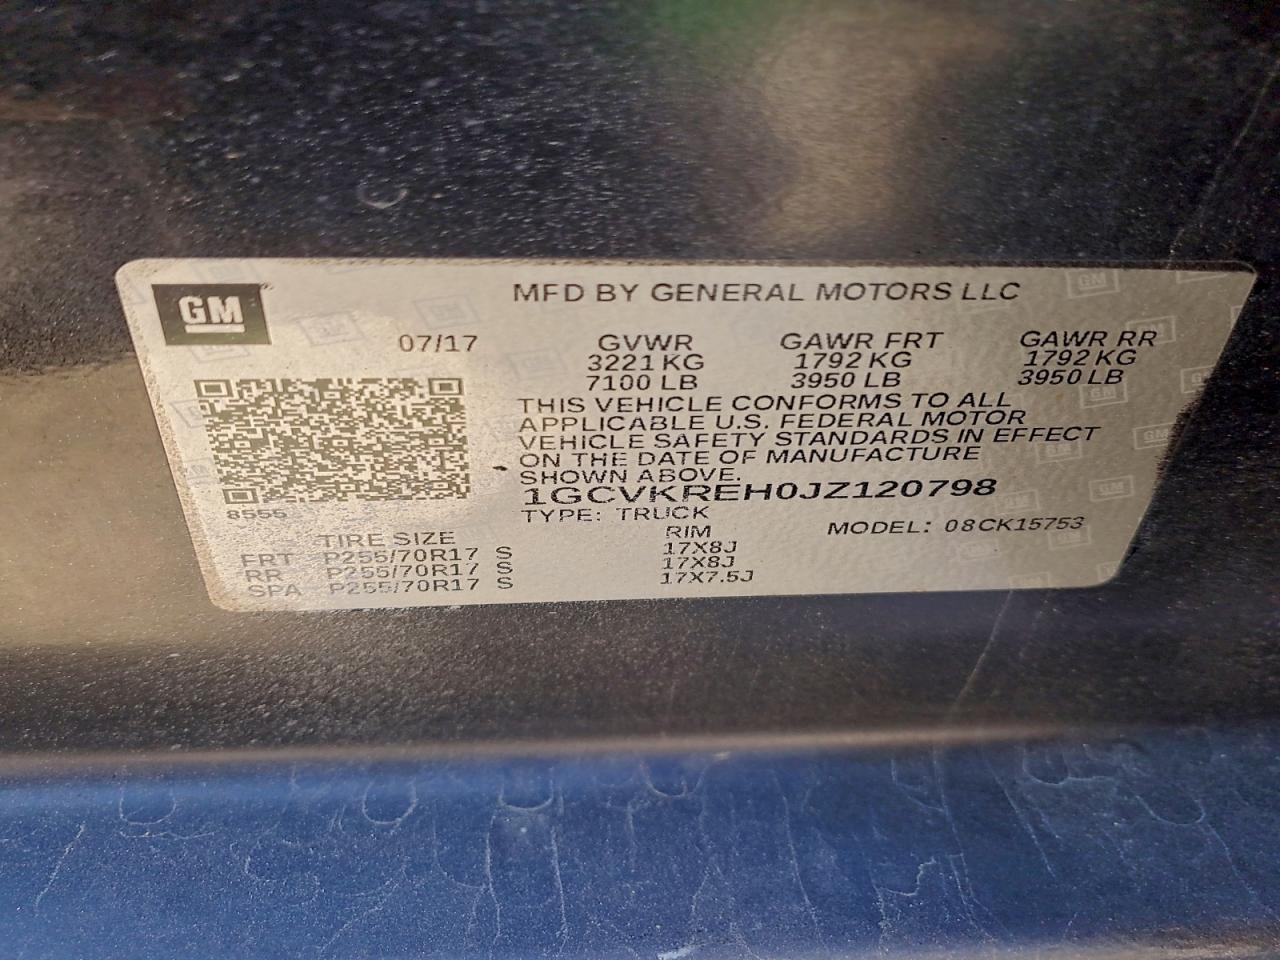 GM
MFD BY GENERAL MOTORS LLC
07/17 GVWR GAWR FRT GAWR RR
3221 KG 1792 KG 1792 KG
7100 LB 3950 LB 3950 LB
THIS VEHICLE CONFORMS TO ALL
APPLICABLE U.S. FEDERAL MOTOR
VEHICLE SAFETY STANDARDS IN EFFECT
ON THE DATE OF MANUFACTURE
SHOWN ABOVE.
1GCVKREH0JZ120798
8555 TYPE: TRUCK MODEL: 08CK15753
TIRE SIZE RIM
FRT P255/70R17 S 17X8J
RR P255/70R17 S 17X8J
SPA P255/70R17 S 17X7.5J